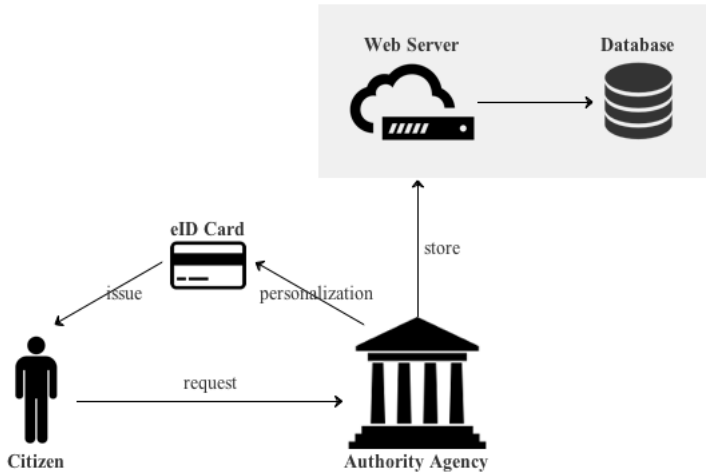 Web Server
Database
store
eID Card
issue
personalization
request
Citizen
Authority Agency